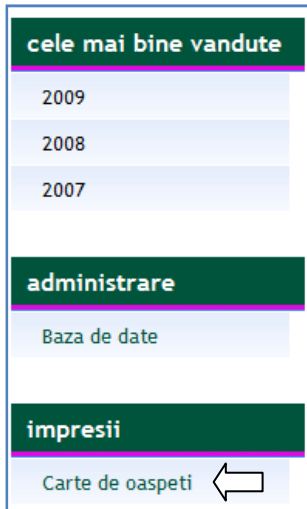 cele mai bine vandute
2009
2008
2007
administrare
Baza de date
impresii
Carte de oaspeti